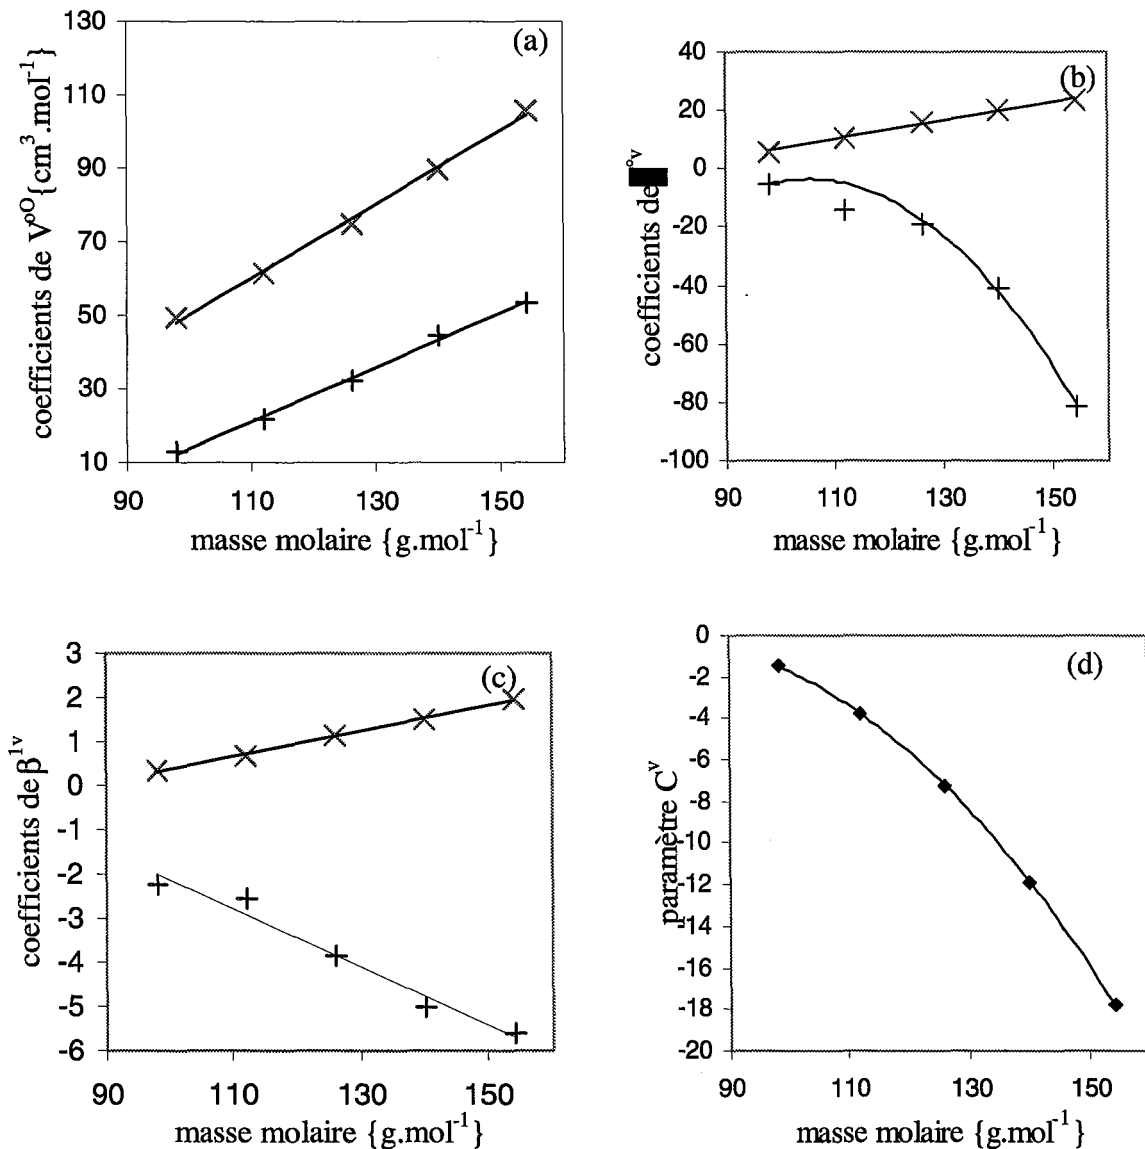 (a)
coefficients de V°⁰{cm³.mol⁻¹}
130
110
90
70
50
30
10
90 110 130 150
masse molaire {g.mol⁻¹}
(b)
coefficients de °ᵛ
40
20
0
-20
-40
-60
-80
-100
90 110 130 150
masse molaire {g.mol⁻¹}
(c)
coefficients de β¹ᵛ
3
2
1
0
-1
-2
-3
-4
-5
-6
90 110 130 150
masse molaire {g.mol⁻¹}
(d)
paramètre Cᵛ
0
-2
-4
-6
-8
-10
-12
-14
-16
-18
-20
90 110 130 150
masse molaire {g.mol⁻¹}